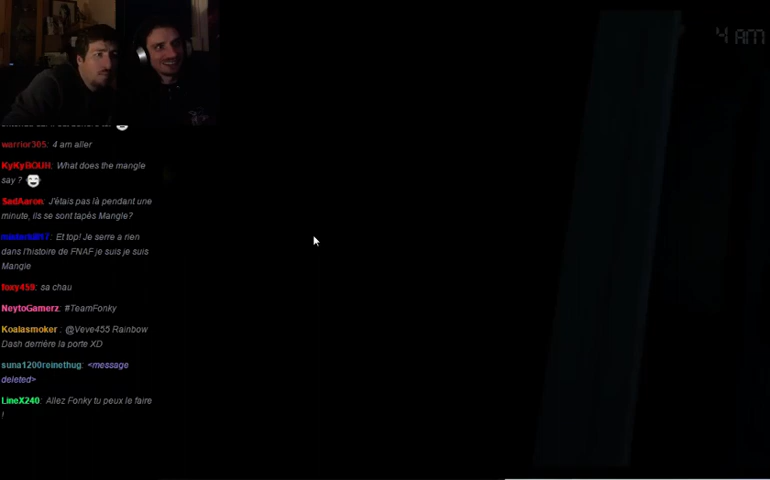 4 AM
warrior305: 4 am aller
KyKyBOUH: What does the mangle
say ?
SadAaron: J'étais pas là pendant une
minute, ils se sont tapés Mangle?
Et top! Je serre a rien
dans l'histoire de FNAF je suis je suis
Mangle
foxy459: sa chau
NeytoGamerz: #TeamFonky
Koalasmoker : @Veve455 Rainbow
Dash derrière la porte XD
suna1200reinethug: <message
deleted>
LineX240: Allez Fonky tu peux le faire
!